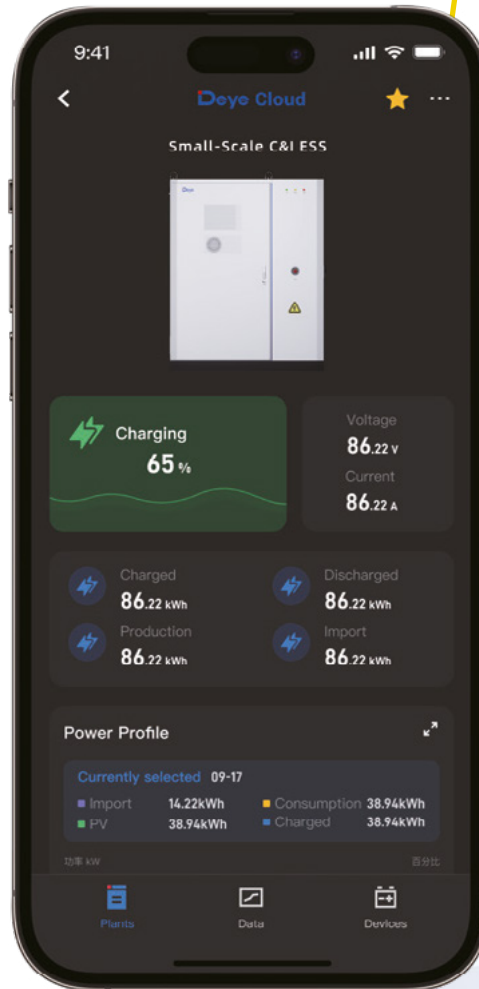 9:41
Deye Cloud
Small-Scale C&I ESS
Deye
Charging
65 %
Voltage
86.22 V
Current
86.22 A
Charged
86.22 kWh
Discharged
86.22 kWh
Production
86.22 kWh
Import
86.22 kWh
Power Profile
Currently selected 09-17
Import 14.22kWh Consumption 38.94kWh
PV 38.94kWh Charged 38.94kWh
功率 kW 百分比
Plants Data Devices